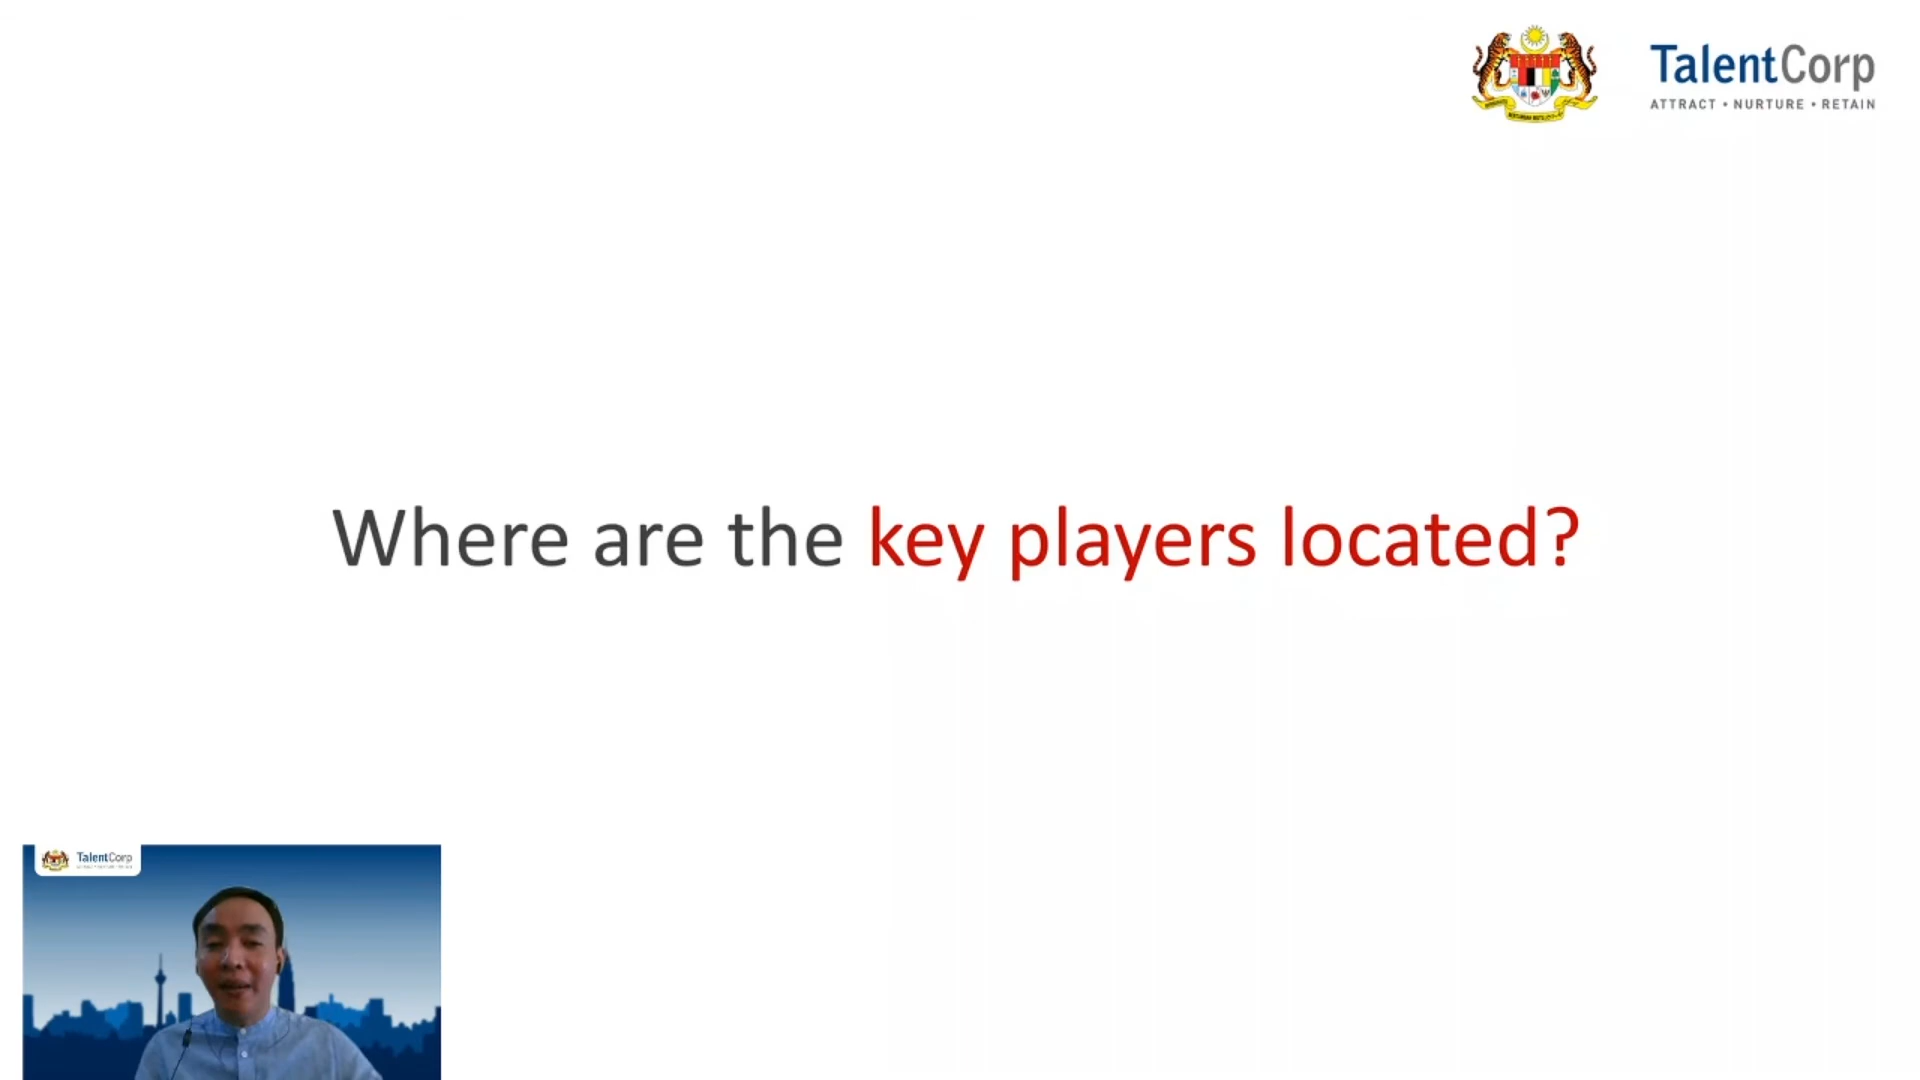 TalentCorp
ATTRACT • NURTURE • RETAIN
Where are the key players located?
TalentCorp